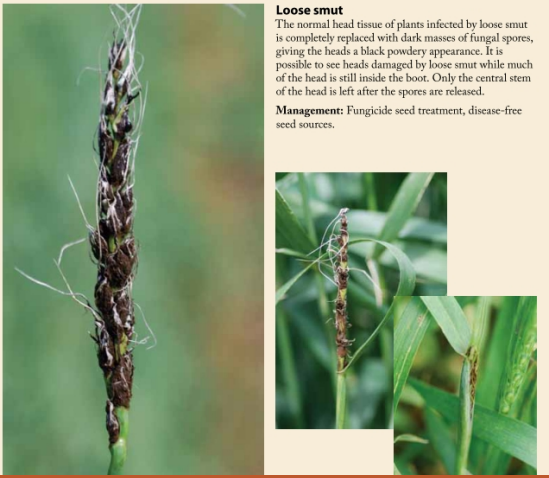 Loose smut
The normal head tissue of plants infected by loose smut
is completely replaced with dark masses of fungal spores,
giving the heads a black powdery appearance. It is
possible to see heads damaged by loose smut while much
of the head is still inside the boot. Only the central stem
of the head is left after the spores are released.
Management: Fungicide seed treatment, disease-free
seed sources.